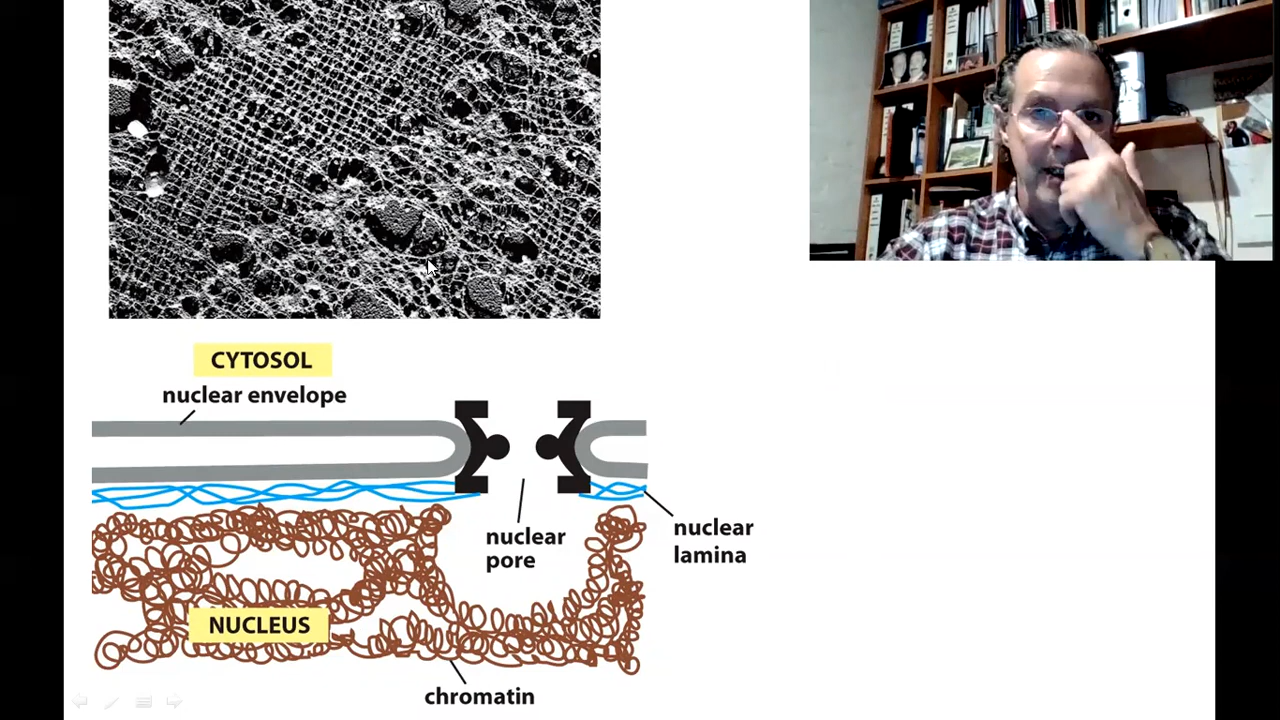 CYTOSOL
nuclear envelope
nuclear
pore
nuclear
lamina
NUCLEUS
chromatin